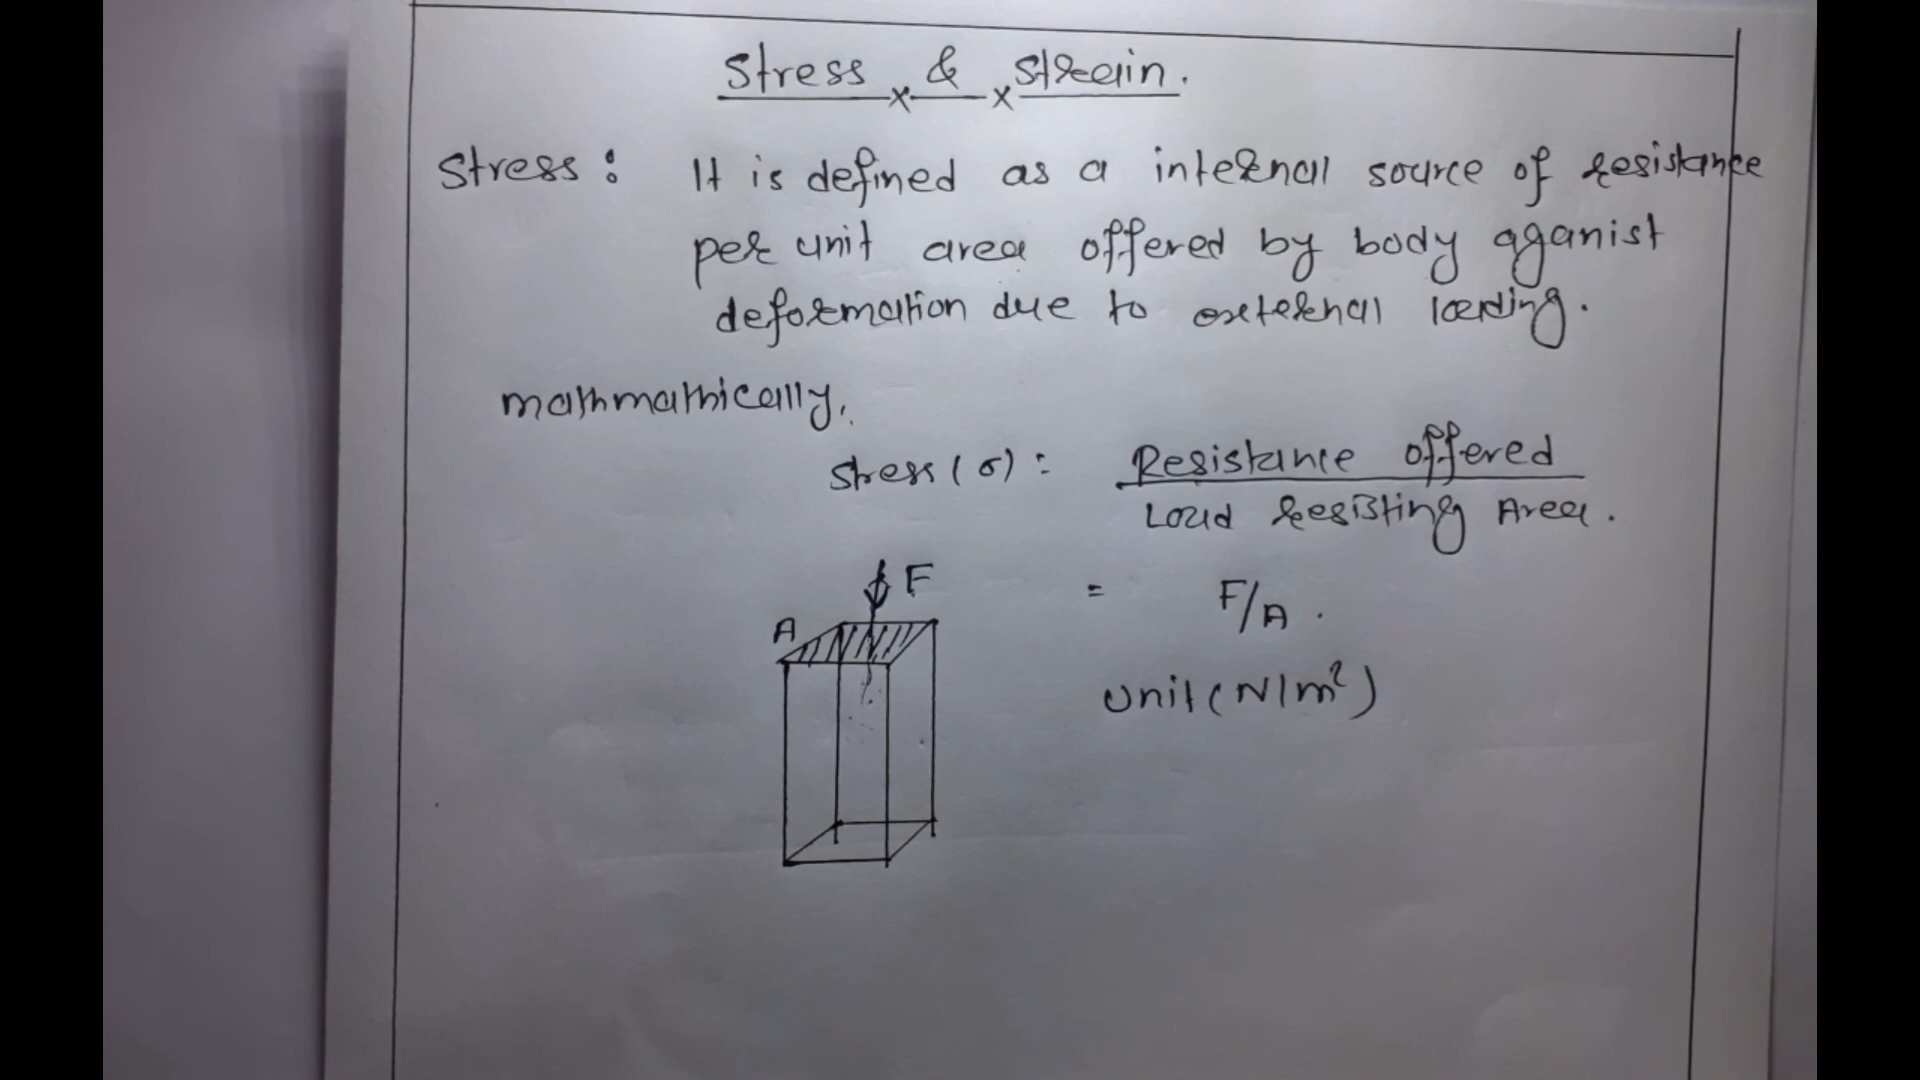 Stress & Strain.
Stress : It is defined as a internal source of resistance
per unit area offered by body aganist
deformation due to external loading.
mathmathically,
Stress (σ) = Resistance offered
Load Resisting Area.
F
A
= F/A .
Unit (N/m²)